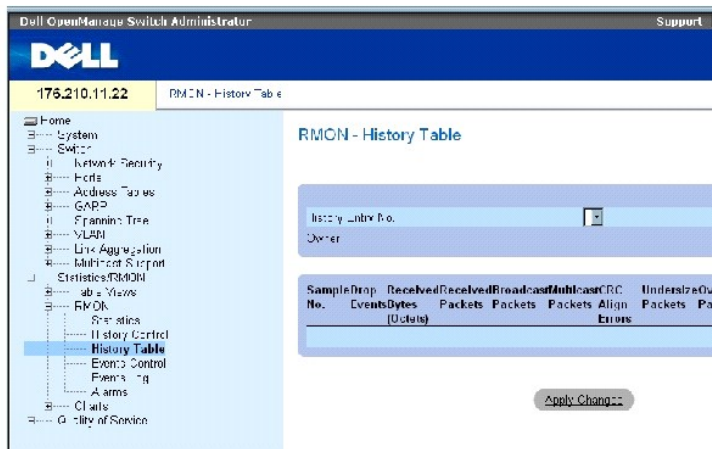 Dell OpenManage Switch Administrator
Support
DELL
176.210.11.22
RMON - History Table
Home
System
Switch
Network Security
Ports
Address Tables
GARP
Spanning Tree
VLAN
Link Aggregation
Multicast Support
Statistics/RMON
Table Views
RMON
Statistics
History Control
History Table
Events Control
Events Log
Alarms
Charts
Quality of Service
RMON - History Table
History Entry No.
Owner
Sample Drop Received Received Broadcast Multicast CRC Undersize Ov
No. Events Bytes Packets Packets Packets Align Packets Pa
(Octets) Errors
Apply Changes